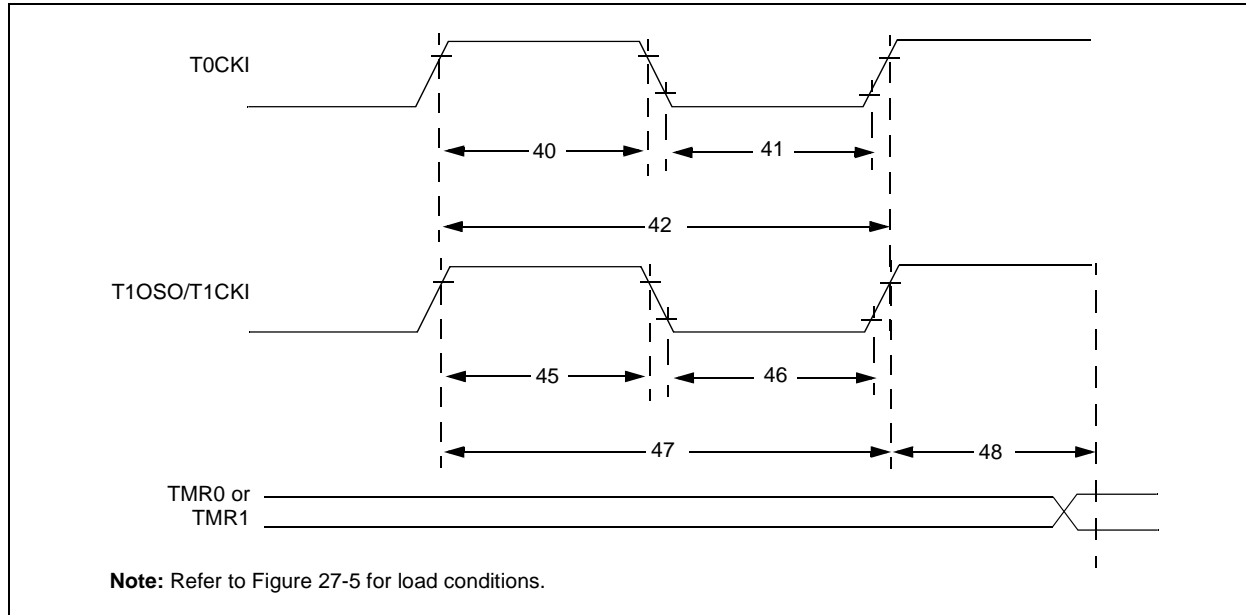 T0CKI
40
41
42
T1OSO/T1CKI
45
46
47
48
TMR0 or
TMR1
Note: Refer to Figure 27-5 for load conditions.